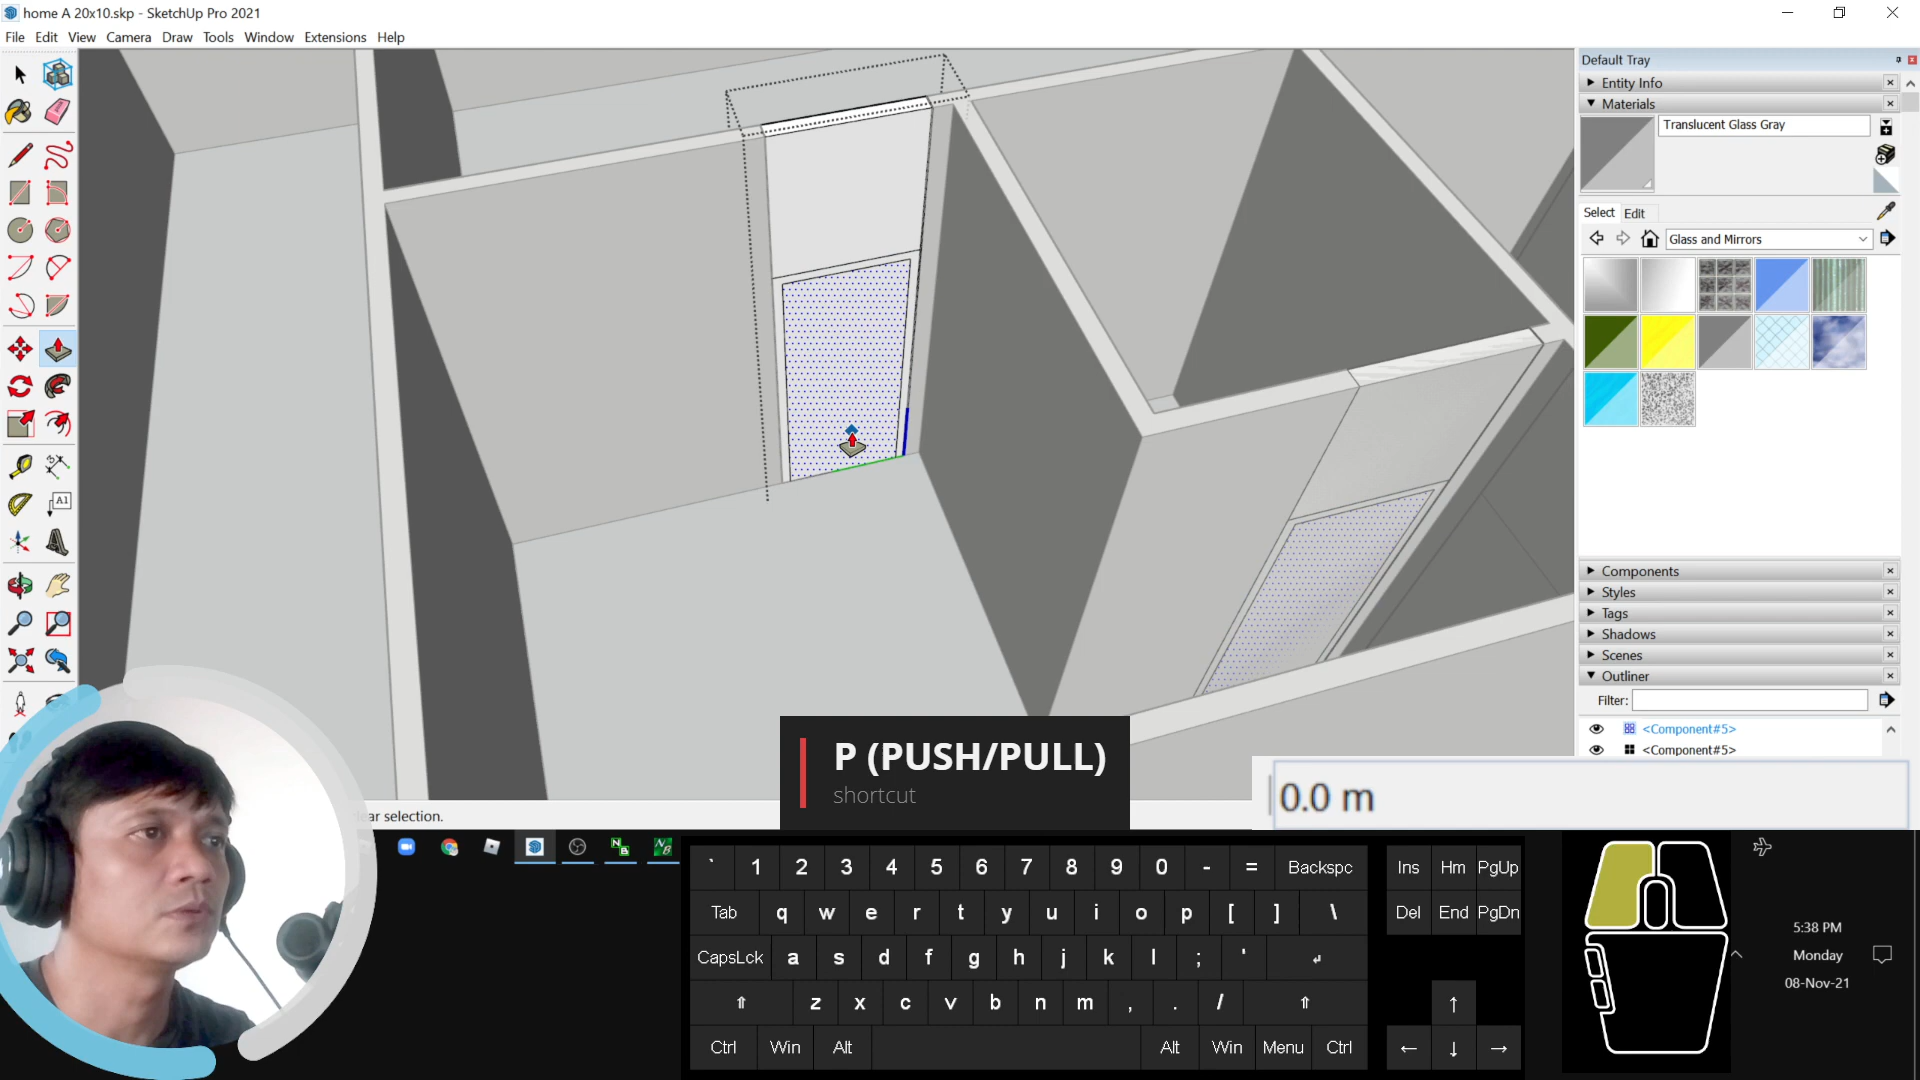 home A 20x10.skp - SketchUp Pro 2021
File Edit View Camera Draw Tools Window Extensions Help
Default Tray
Entity Info
Materials
Translucent Glass Gray
Select Edit
Glass and Mirrors
A1
Components
Styles
Tags
Shadows
Scenes
Outliner
Filter:
<Component#5>
<Component#5>
P (PUSH/PULL)
shortcut
0.0 m
ear selection.
` 1 2 3 4 5 6 7 8 9 0 - = Backspc Ins Hm PgUp
Tab q w e r t y u i o p [ ] \ Del End PgDn
CapsLck a s d f g h j k l ; ' ↵
⇑ z x c v b n m , . / ⇑ ↑
Ctrl Win Alt Alt Win Menu Ctrl ← ↓ →
5:38 PM
Monday
08-Nov-21